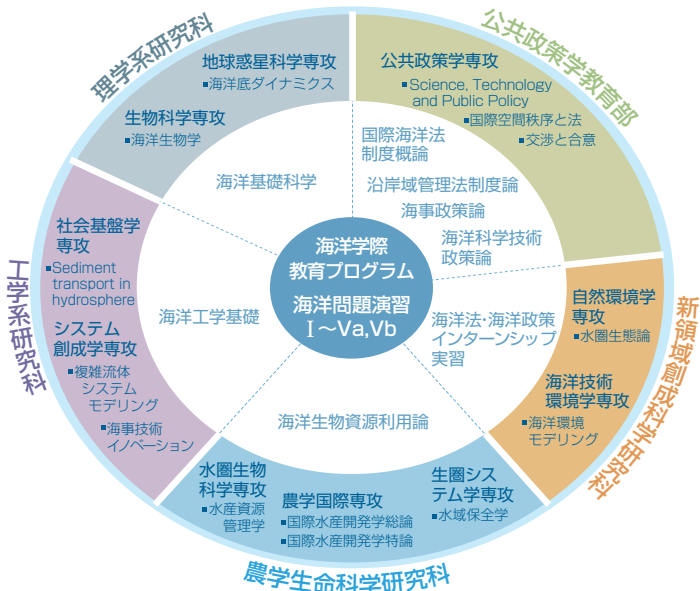 理学系研究科
地球惑星科学専攻
■海洋底ダイナミクス
生物科学専攻
■海洋生物学
公共政策学教育部
公共政策学専攻
■Science, Technology
and Public Policy
■国際空間秩序と法
■交渉と合意
国際海洋法
制度概論
沿岸域管理法制度論
海事政策論
海洋科学技術
政策論
海洋基礎科学
海洋学際
教育プログラム
海洋問題演習
Ⅰ～Ⅴa,Ⅴb
工学系研究科
社会基盤学
専攻
■Sediment
transport in
hydrosphere
システム
創成学専攻
■複雑流体
システム
モデリング
■海事技術
イノベーション
海洋工学基礎
海洋法・海洋政策
インターンシップ
実習
新領域創成科学研究科
自然環境学
専攻
■水圏生態論
海洋技術
環境学専攻
■海洋環境
モデリング
海洋生物資源利用論
水圏生物
科学専攻
■水産資源
管理学
農学国際専攻
■国際水産開発学総論
■国際水産開発学特論
生圏シス
テム学専攻
■水域保全学
農学生命科学研究科